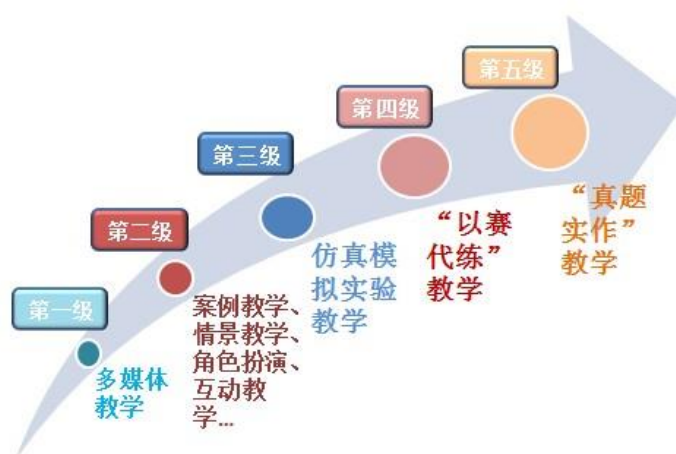 第一级
多媒体
教学
第二级
案例教学、
情景教学、
角色扮演、
互动教
学...
第三级
仿真模
拟实验
教学
第四级
“以赛
代练”
教学
第五级
“真题
实作”
教学